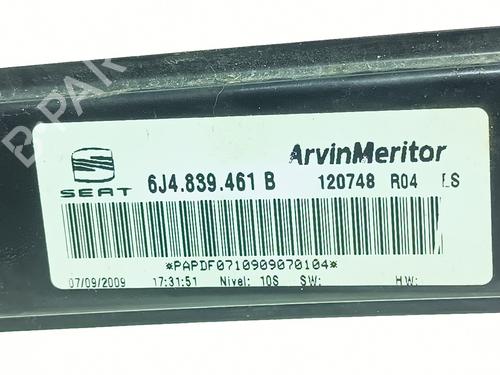 B-PAR
ArvinMeritor
SEAT 6J4.839.461 B 120748 R04 LS
*PAPDF0710909070104*
07/09/2009 17:31:51 Nivel: 10S SW: HW: